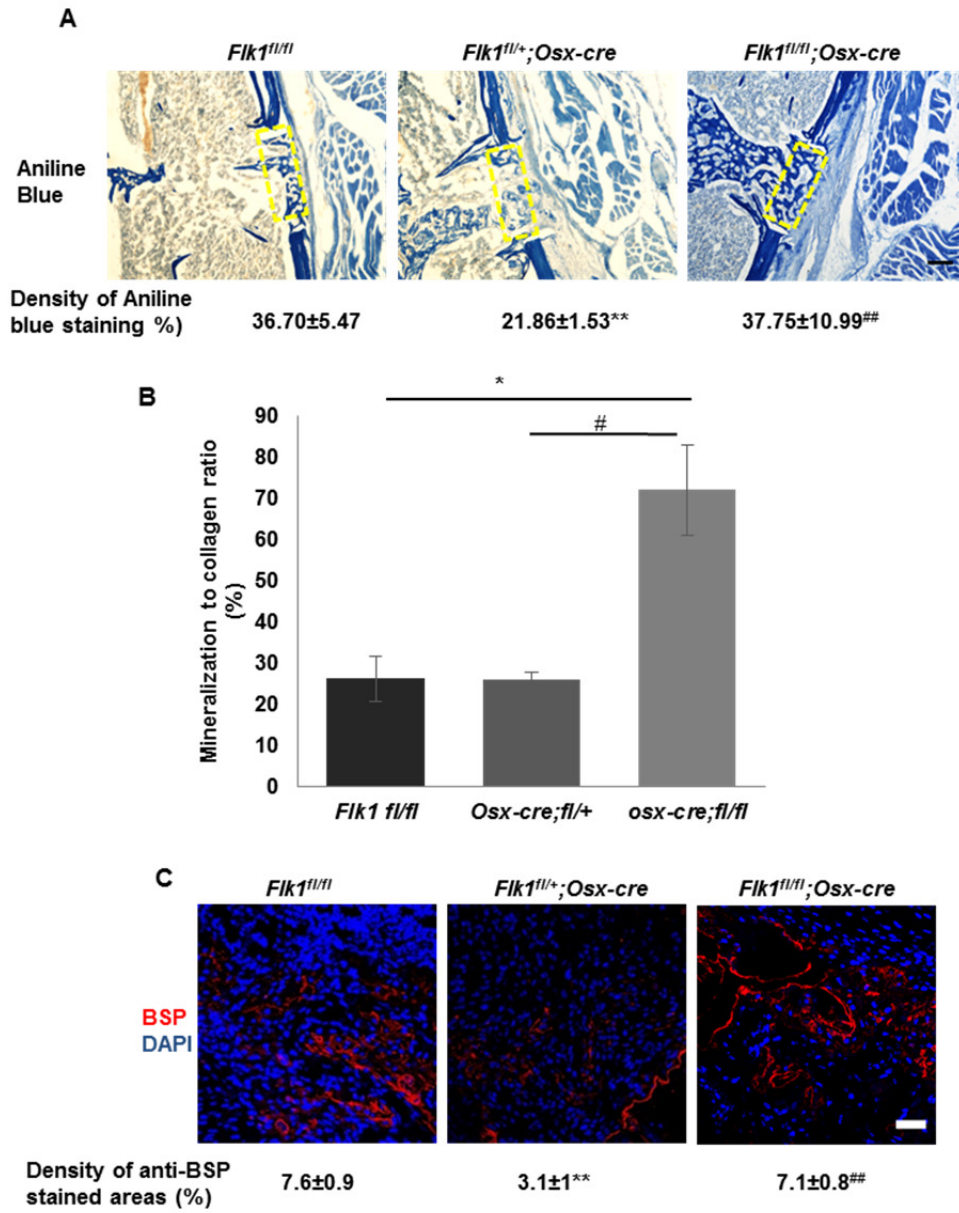 A
Flk1fl/fl
Flk1fl/+;Osx-cre
Flk1fl/fl;Osx-cre
Aniline
Blue
Density of Aniline
blue staining %)
36.70±5.47
21.86±1.53**
37.75±10.99##
B
*
#
Mineralization to collagen ratio
(%)
90
80
70
60
50
40
30
20
10
0
Flk1 fl/fl
Osx-cre;fl/+
osx-cre;fl/fl
C
Flk1fl/fl
Flk1fl/+;Osx-cre
Flk1fl/fl;Osx-cre
BSP
DAPI
Density of anti-BSP
stained areas (%)
7.6±0.9
3.1±1**
7.1±0.8##